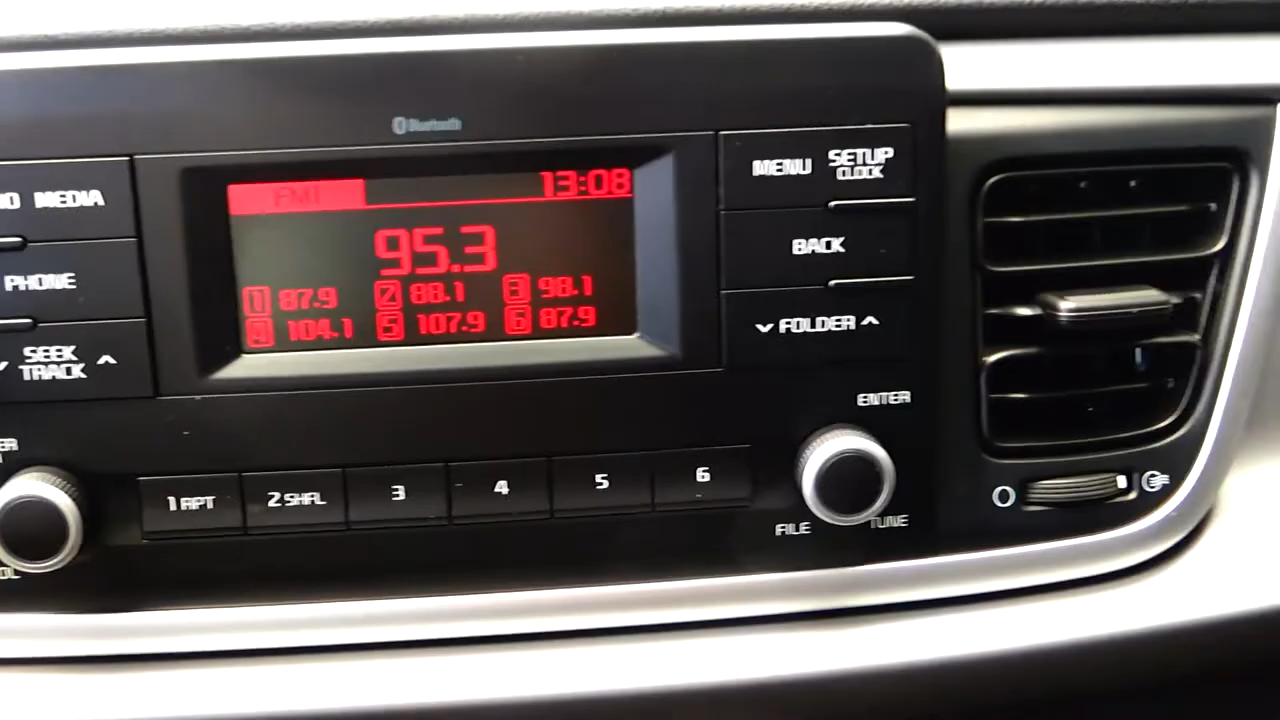 Bluetooth
MEDIA
PHONE
SEEK
TRACK
FM1 13:08
95.3
1 87.9 2 88.1 3 98.1
4 104.1 5 107.9 6 87.9
MENU SETUP
CLOCK
BACK
FOLDER
ENTER
1 RPT 2 SHFL 3 4 5 6
FILE TUNE